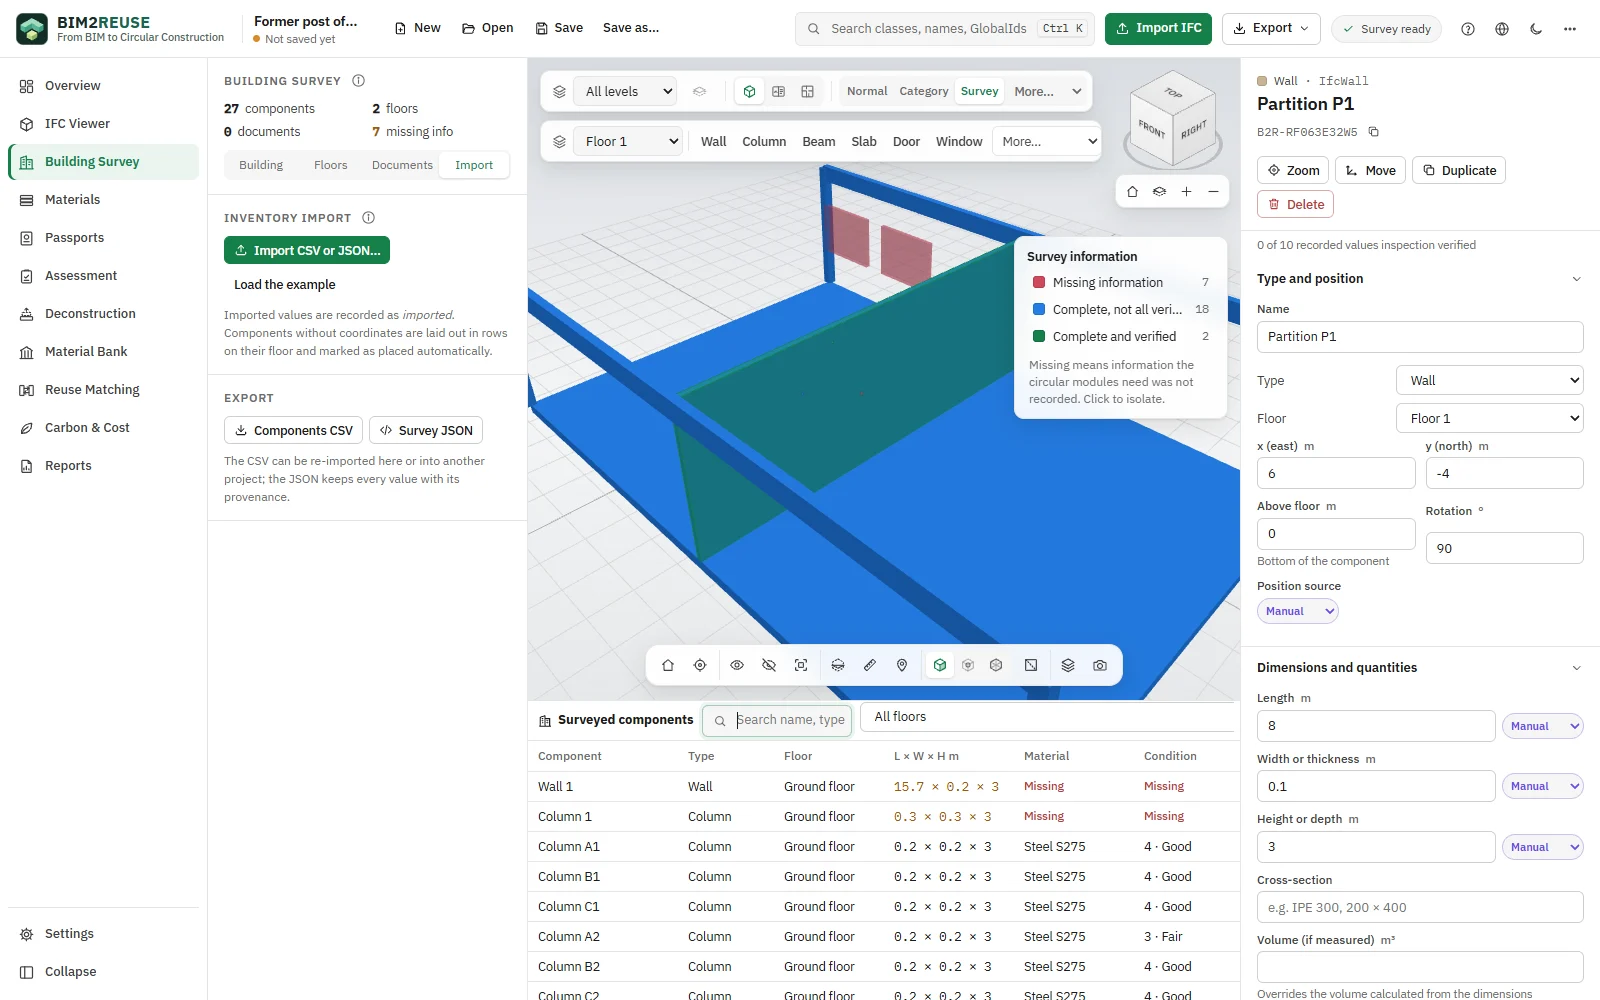 BIM2REUSE
From BIM to Circular Construction
Former post of...
Not saved yet
New
Open
Save
Save as...
Search classes, names, GlobalIds
Ctrl K
Import IFC
Export
Survey ready
Overview
IFC Viewer
Building Survey
Materials
Passports
Assessment
Deconstruction
Material Bank
Reuse Matching
Carbon & Cost
Reports
Settings
Collapse
BUILDING SURVEY
27 components
2 floors
0 documents
7 missing info
Building
Floors
Documents
Import
INVENTORY IMPORT
Import CSV or JSON...
Load the example
Imported values are recorded as imported.
Components without coordinates are laid out in rows
on their floor and marked as placed automatically.
EXPORT
Components CSV
Survey JSON
The CSV can be re-imported here or into another
project; the JSON keeps every value with its
provenance.
All levels
Normal
Category
Survey
More...
Floor 1
Wall
Column
Beam
Slab
Door
Window
More...
TOP
FRONT
RIGHT
Survey information
Missing information 7
Complete, not all veri... 18
Complete and verified 2
Missing means information the
circular modules need was not
recorded. Click to isolate.
Surveyed components
Search name, type
All floors
Component Type Floor L × W × H m Material Condition
Wall 1 Wall Ground floor 15.7 × 0.2 × 3 Missing Missing
Column 1 Column Ground floor 0.3 × 0.3 × 3 Missing Missing
Column A1 Column Ground floor 0.2 × 0.2 × 3 Steel S275 4 · Good
Column B1 Column Ground floor 0.2 × 0.2 × 3 Steel S275 4 · Good
Column C1 Column Ground floor 0.2 × 0.2 × 3 Steel S275 4 · Good
Column A2 Column Ground floor 0.2 × 0.2 × 3 Steel S275 3 · Fair
Column B2 Column Ground floor 0.2 × 0.2 × 3 Steel S275 4 · Good
Column C2 Column Ground floor 0.2 × 0.2 × 3 Steel S275 4 · Good
Wall · IfcWall
Partition P1
B2R-RF063E32W5
Zoom
Move
Duplicate
Delete
0 of 10 recorded values inspection verified
Type and position
Name
Partition P1
Type
Wall
Floor
Floor 1
x (east) m
y (north) m
6
-4
Above floor m
Rotation °
0
90
Bottom of the component
Position source
Manual
Dimensions and quantities
Length m
8
Manual
Width or thickness m
0.1
Manual
Height or depth m
3
Manual
Cross-section
e.g. IPE 300, 200 × 400
Volume (if measured) m³
Overrides the volume calculated from the dimensions